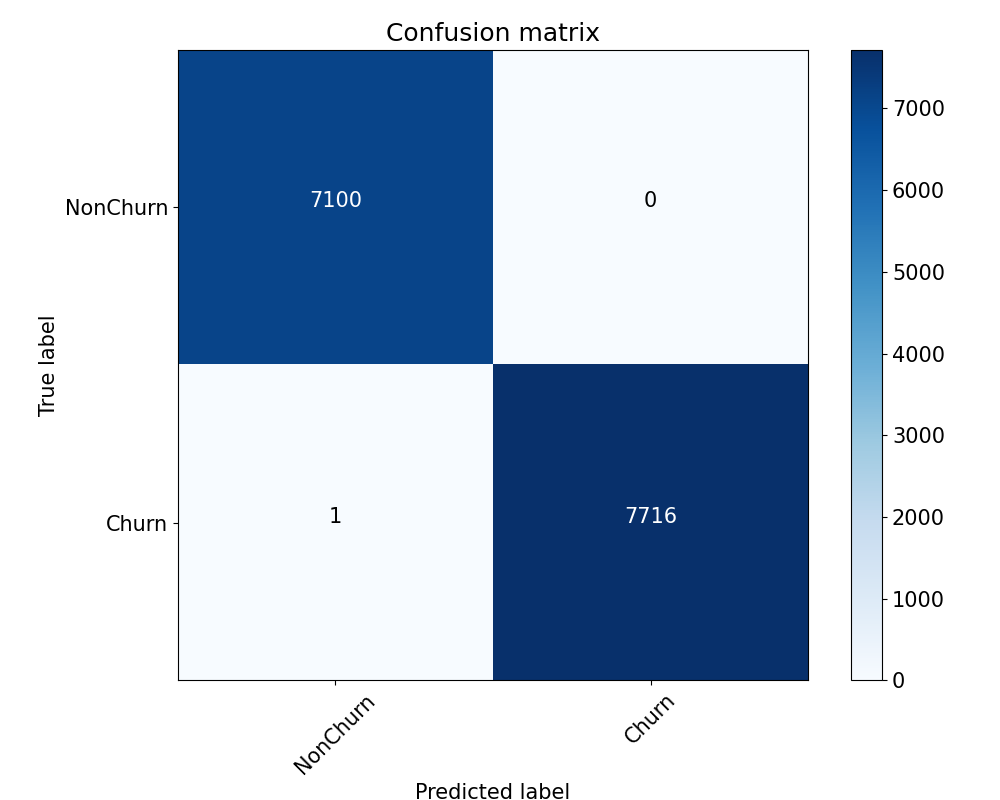 Confusion matrix
NonChurn
7100
0
Churn
1
7716
True label
NonChurn
Churn
Predicted label
7000
6000
5000
4000
3000
2000
1000
0